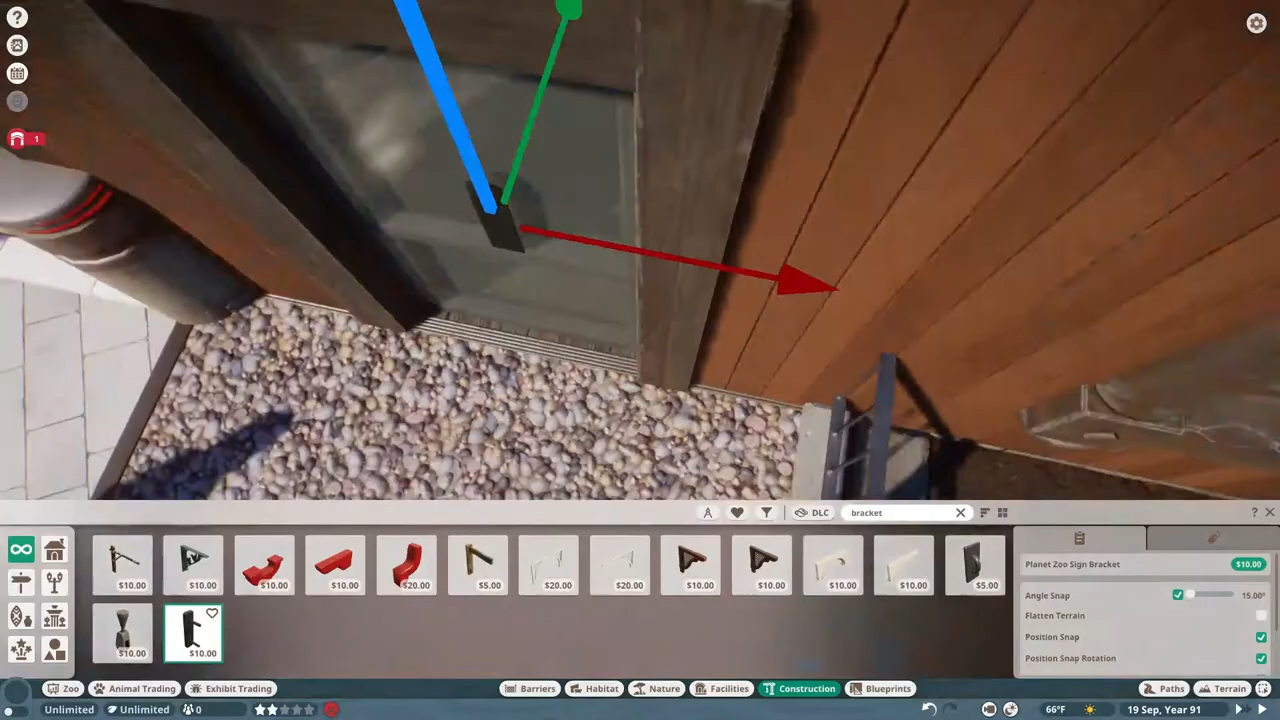 1
DLC
bracket
?
$10.00
$10.00
$10.00
$10.00
$20.00
$5.00
$20.00
$20.00
$10.00
$10.00
$10.00
$10.00
$5.00
$10.00
$10.00
Planet Zoo Sign Bracket
$10.00
Angle Snap
15.00°
Flatten Terrain
Position Snap
Position Snap Rotation
Zoo
Animal Trading
Exhibit Trading
Barriers
Habitat
Nature
Facilities
Construction
Blueprints
Paths
Terrain
Unlimited
Unlimited
0
66°F
19 Sep, Year 91